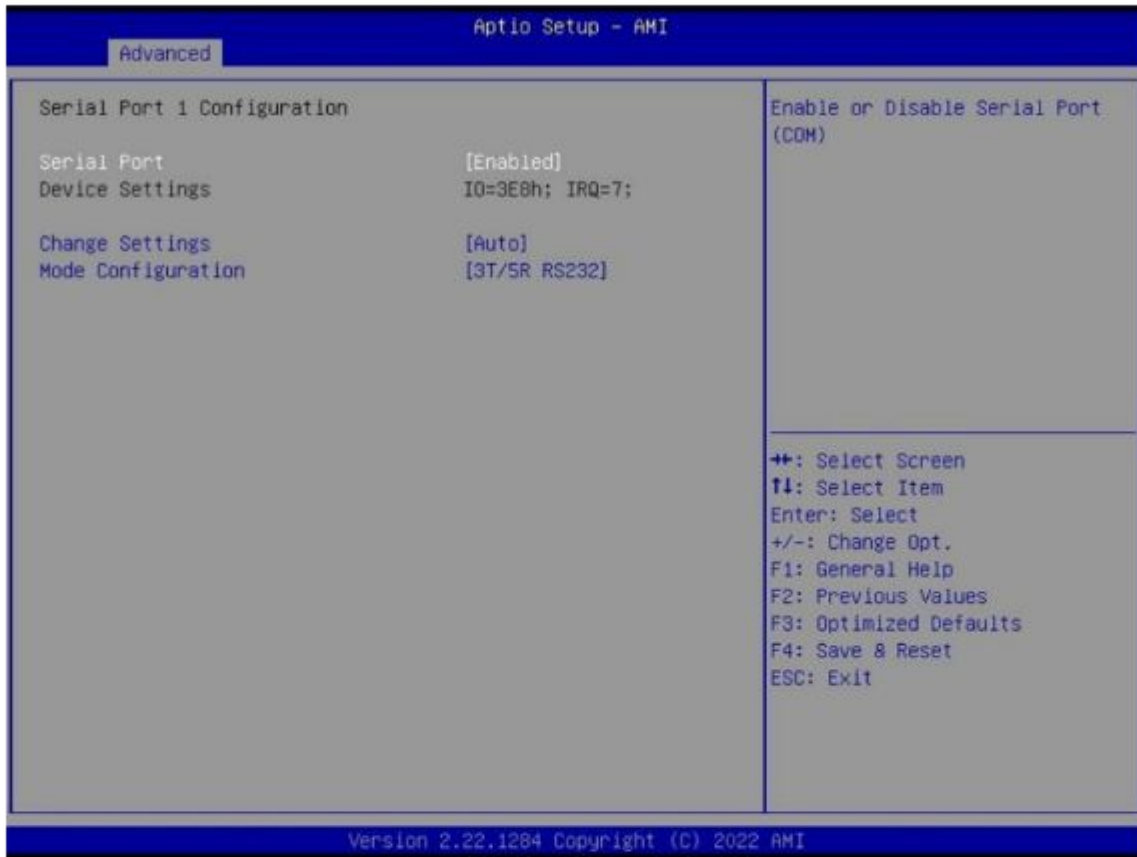 Aptio Setup - AMI
Advanced
Serial Port 1 Configuration
Serial Port [Enabled]
Device Settings IO=3E8h; IRQ=7;
Change Settings [Auto]
Mode Configuration [3T/5R RS232]
Enable or Disable Serial Port
(COM)
→←: Select Screen
↑↓: Select Item
Enter: Select
+/-: Change Opt.
F1: General Help
F2: Previous Values
F3: Optimized Defaults
F4: Save & Reset
ESC: Exit
Version 2.22.1284 Copyright (C) 2022 AMI